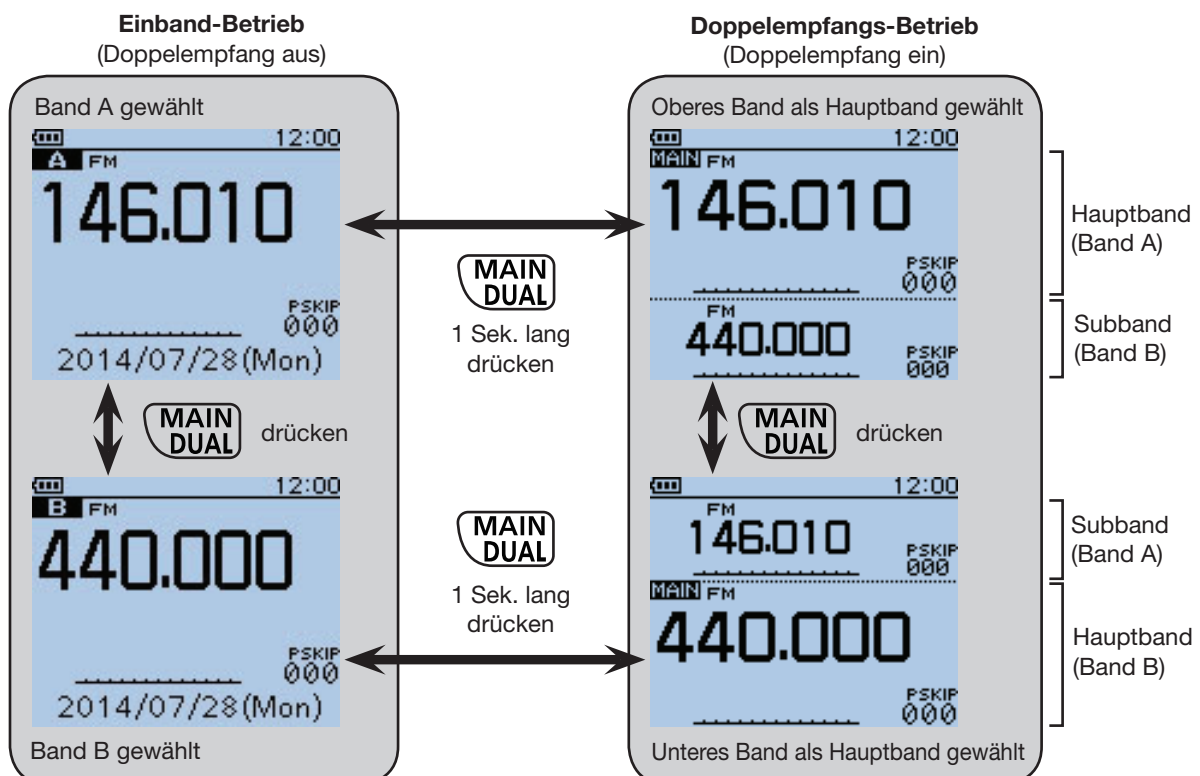 Einband-Betrieb
(Doppelempfang aus)
Band A gewählt
12:00
A FM
146.010
PSKIP
000
2014/07/28(Mon)
MAIN
DUAL
drücken
12:00
B FM
440.000
PSKIP
000
2014/07/28(Mon)
Band B gewählt
MAIN
DUAL
1 Sek. lang
drücken
MAIN
DUAL
1 Sek. lang
drücken
Doppelempfangs-Betrieb
(Doppelempfang ein)
Oberes Band als Hauptband gewählt
12:00
MAIN FM
146.010
PSKIP
000
FM
440.000
PSKIP
000
Hauptband
(Band A)
Subband
(Band B)
MAIN
DUAL
drücken
12:00
FM
146.010
PSKIP
000
MAIN FM
440.000
PSKIP
000
Subband
(Band A)
Hauptband
(Band B)
Unteres Band als Hauptband gewählt